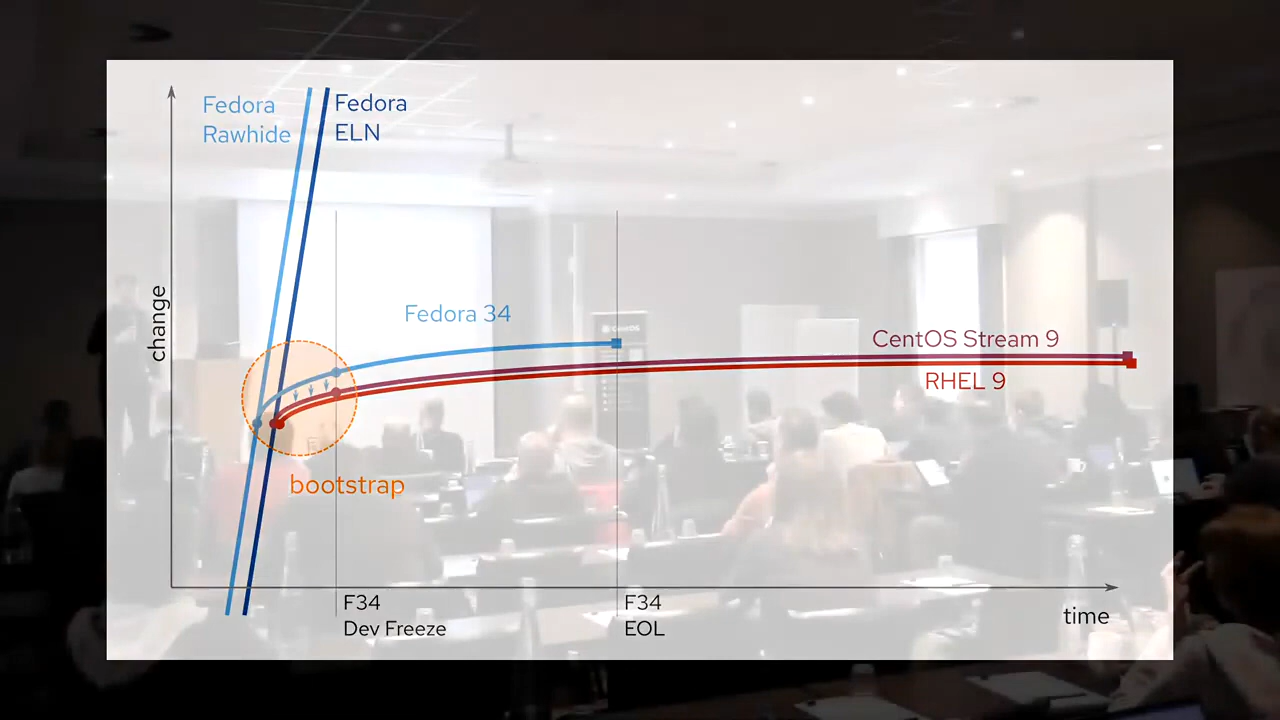 Fedora
Rawhide
Fedora
ELN
change
Fedora 34
CentOS Stream 9
RHEL 9
CentOS
bootstrap
F34
Dev Freeze
F34
EOL
time